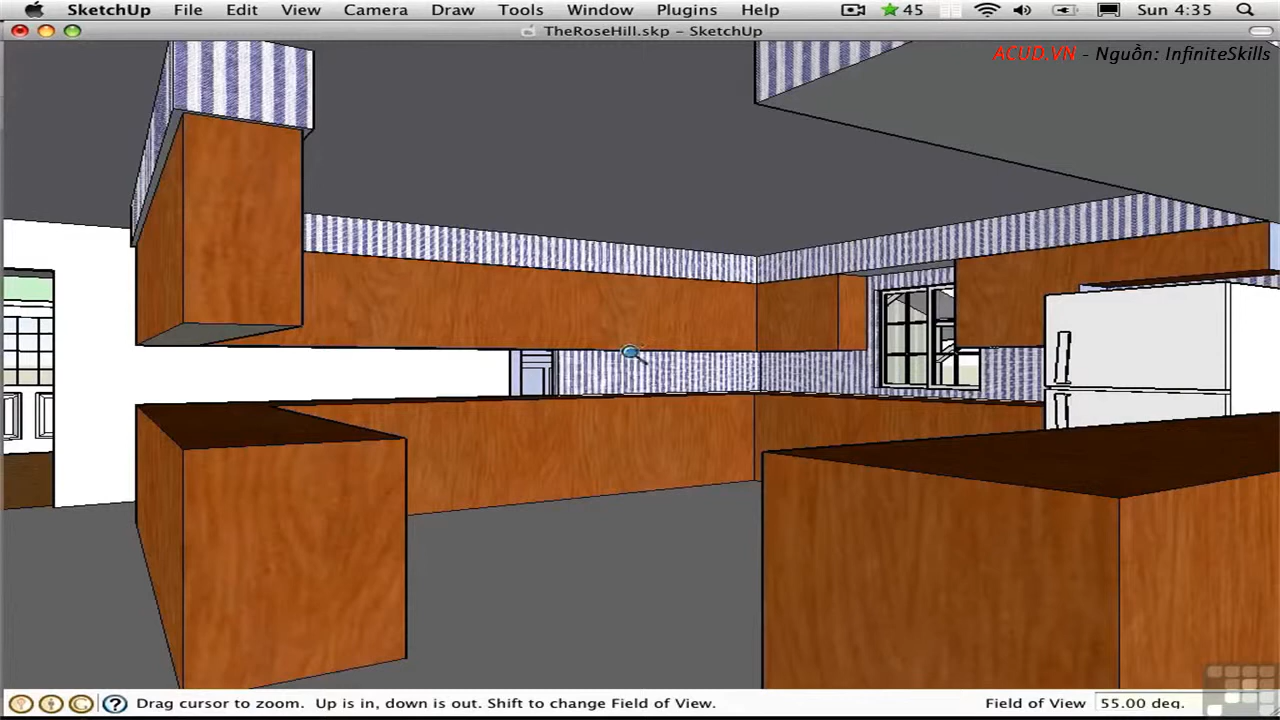 SketchUp File Edit View Camera Draw Tools Window Plugins Help 45 Sun 4:35
TheRoseHill.skp – SketchUp
ACUD.VN - Nguồn: InfiniteSkills
Drag cursor to zoom. Up is in, down is out. Shift to change Field of View. Field of View 55.00 deg.